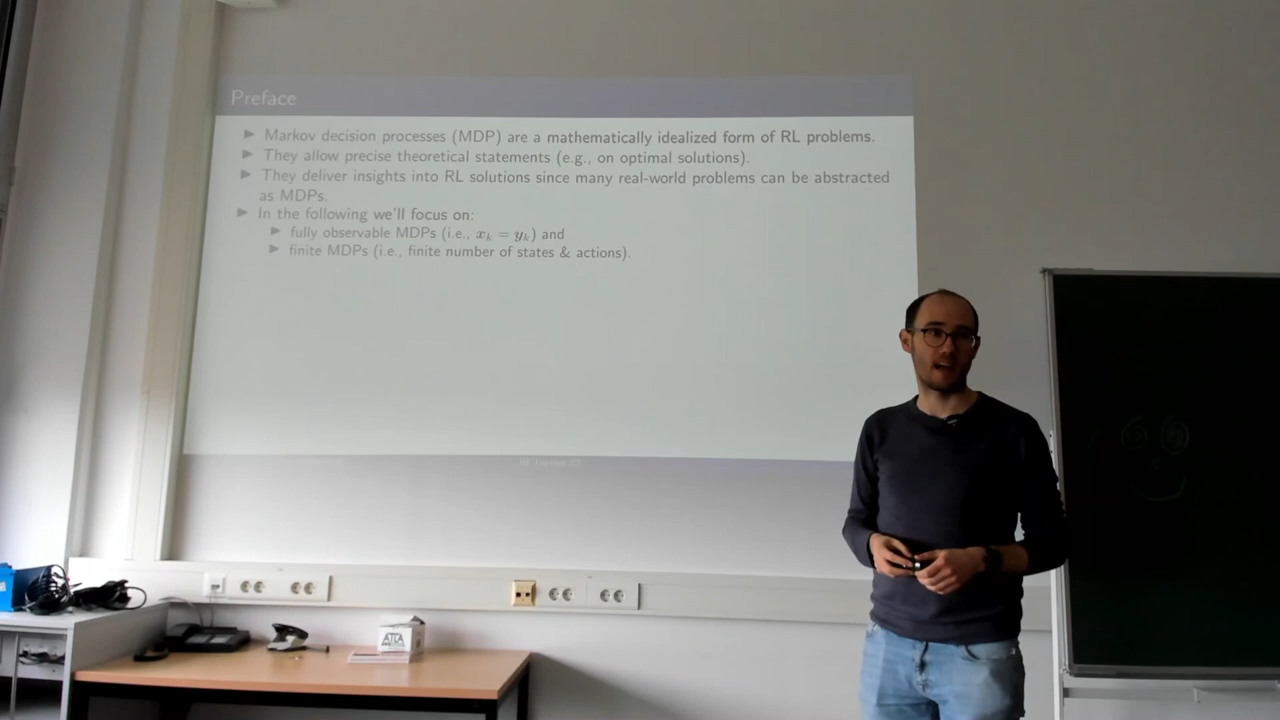 Preface
▶ Markov decision processes (MDP) are a mathematically idealized form of RL problems.
▶ They allow precise theoretical statements (e.g., on optimal solutions).
▶ They deliver insights into RL solutions since many real-world problems can be abstracted
as MDPs.
▶ In the following we'll focus on:
▶ fully observable MDPs (i.e., xₖ = yₖ) and
▶ finite MDPs (i.e., finite number of states & actions).